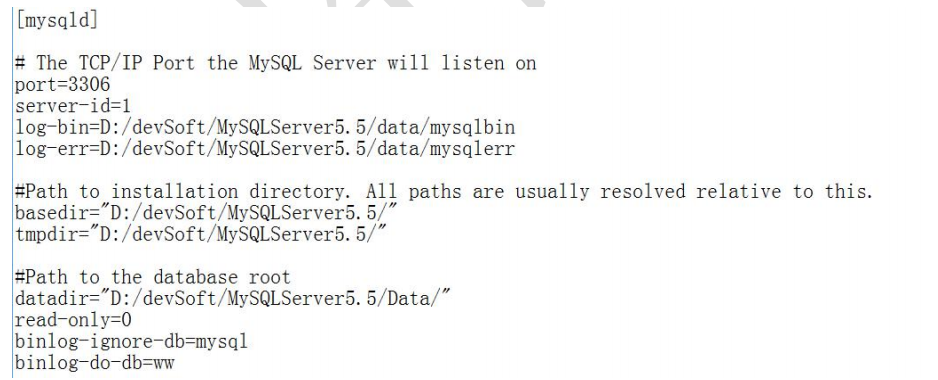 [mysqld]
# The TCP/IP Port the MySQL Server will listen on
port=3306
server-id=1
log-bin=D:/devSoft/MySQLServer5.5/data/mysqlbin
log-err=D:/devSoft/MySQLServer5.5/data/mysqlerr
#Path to installation directory. All paths are usually resolved relative to this.
basedir="D:/devSoft/MySQLServer5.5/"
tmpdir="D:/devSoft/MySQLServer5.5/"
#Path to the database root
datadir="D:/devSoft/MySQLServer5.5/Data/"
read-only=0
binlog-ignore-db=mysql
binlog-do-db=ww